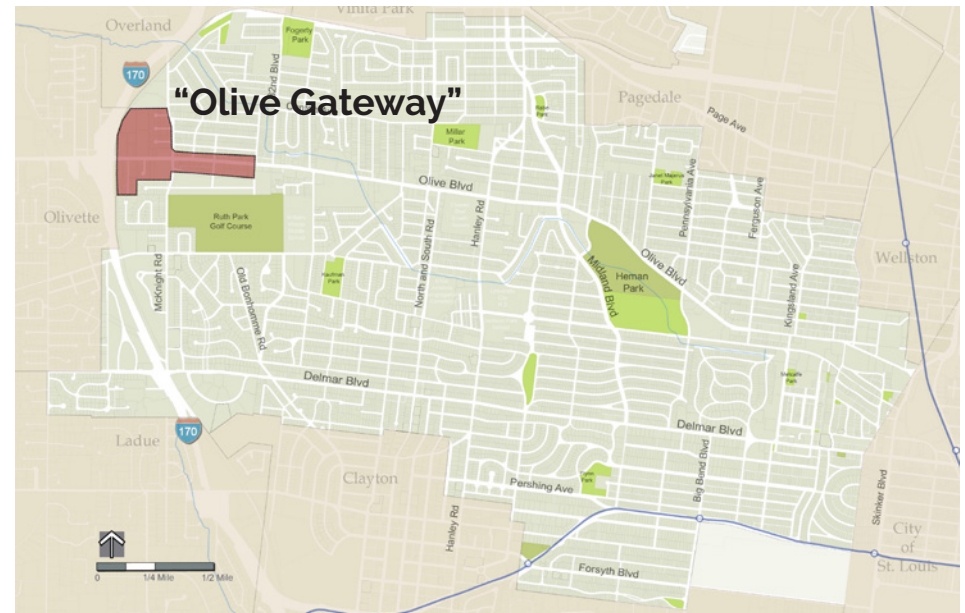 Vinita Park
Overland
Fogerty
Park
170
82nd Blvd
“Olive Gateway”
Pagedale
Page Ave
Miller
Park
Pennsylvania Ave
Ferguson Ave
Olive Blvd
Olivette
Ruth Park
Golf Course
North and South Rd
Hanley Rd
McKnight Rd
Old Bonhomme Rd
Kaufman
Park
Midland Blvd
Heman
Park
Olive Blvd
Kingsland Ave
Wellston
Delmar Blvd
Metcalfe
Park
Delmar Blvd
170
Ladue
Clayton
Pershing Ave
Park
Big Bend Blvd
Skinker Blvd
Hanley Rd
City
of
St. Louis
Forsyth Blvd
0
1/4 Mile
1/2 Mile